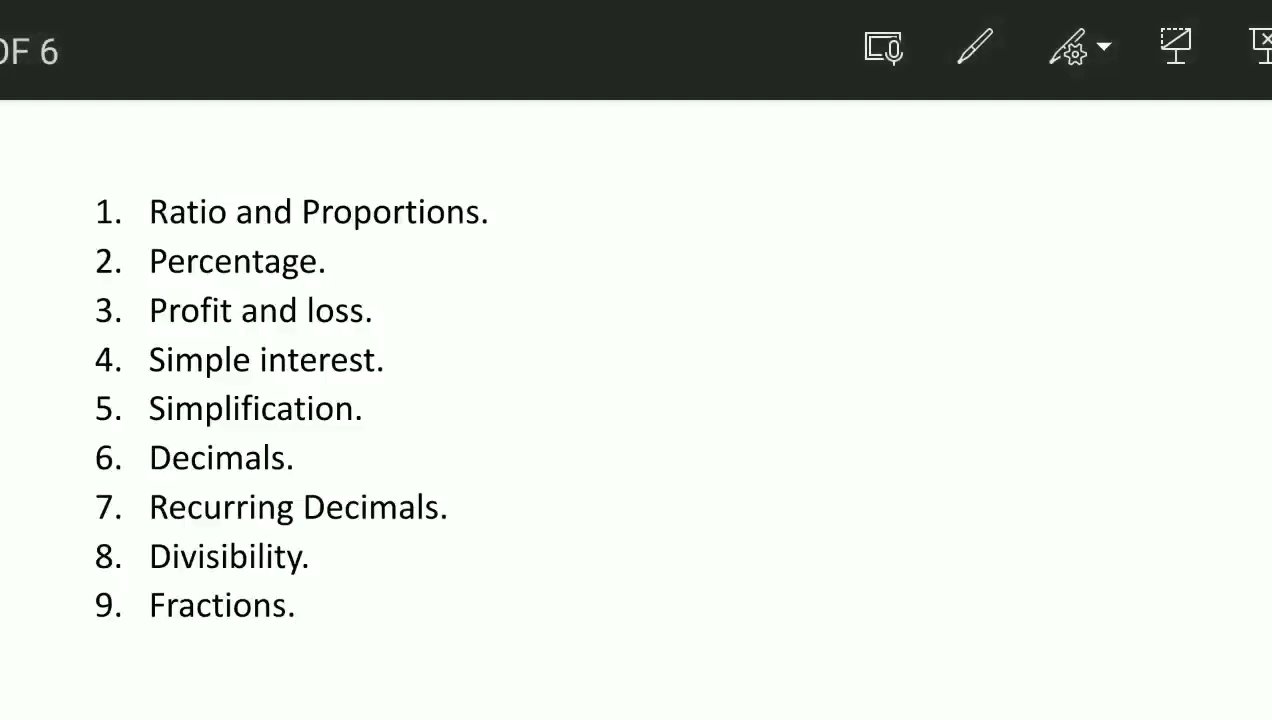 OF 6
1. Ratio and Proportions.
2. Percentage.
3. Profit and loss.
4. Simple interest.
5. Simplification.
6. Decimals.
7. Recurring Decimals.
8. Divisibility.
9. Fractions.